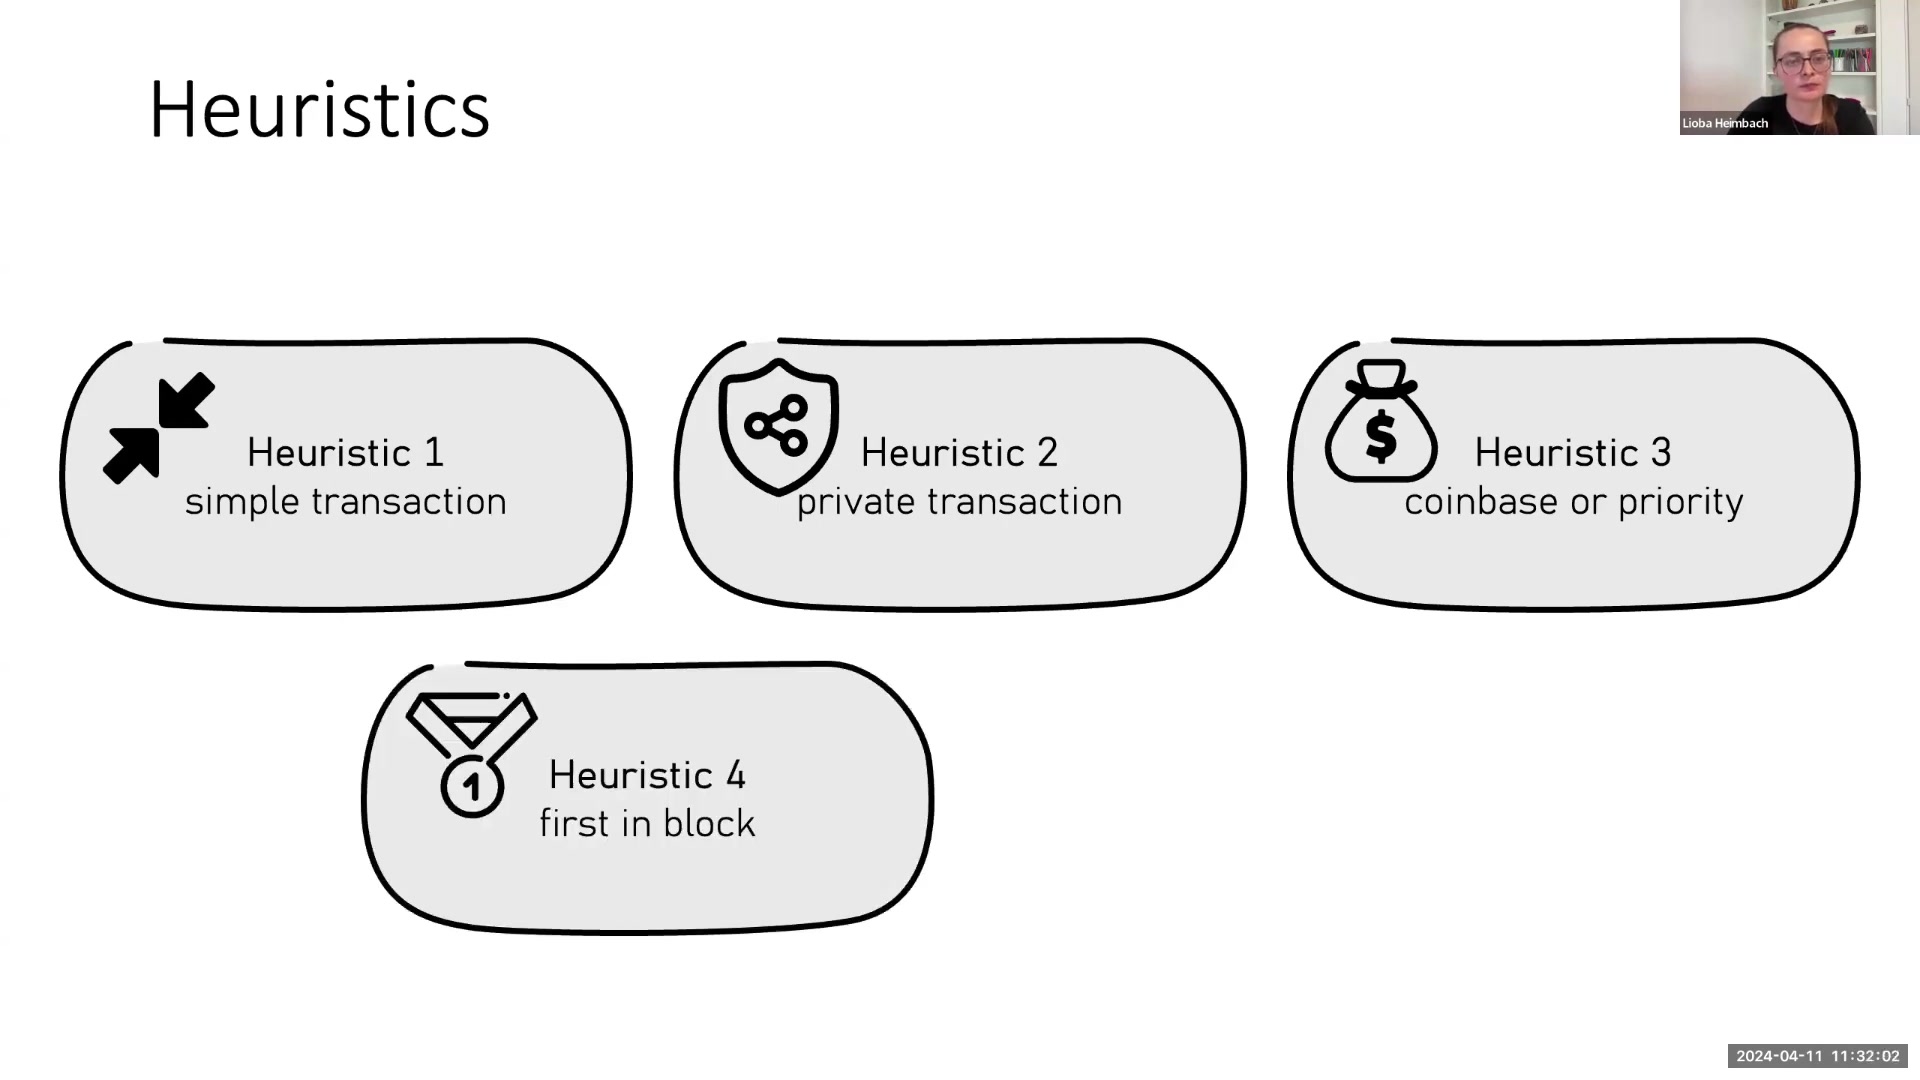 Heuristics
Lioba Heimbach
Heuristic 1
simple transaction
$
Heuristic 2
private transaction
Heuristic 3
coinbase or priority
1
Heuristic 4
first in block
2024-04-11 11:32:02